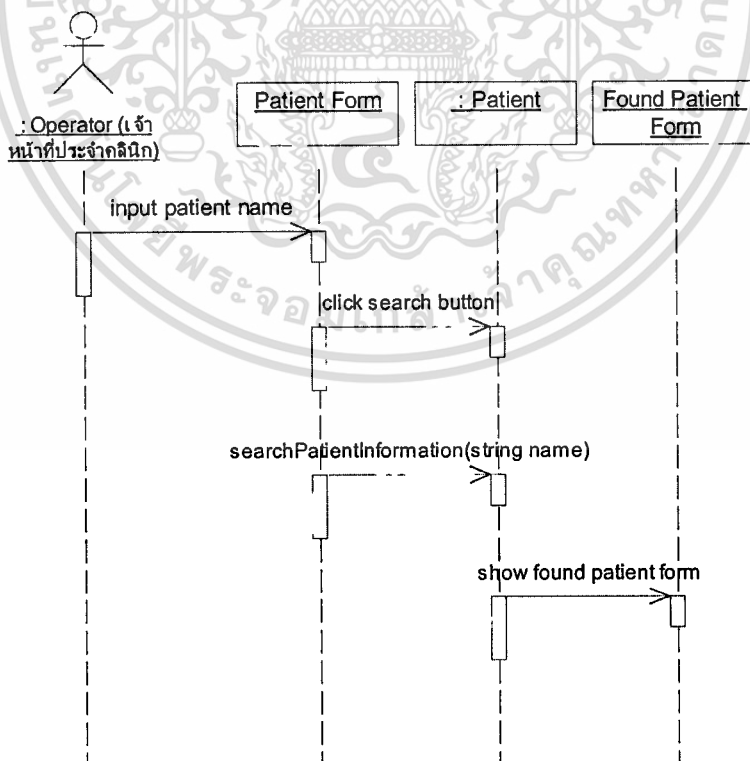 : Operator (เจ้า
หน้าที่ประจำคลินิก)
Patient Form
: Patient
Found Patient
Form
input patient name
click search button
searchPatientInformation(string name)
show found patient form